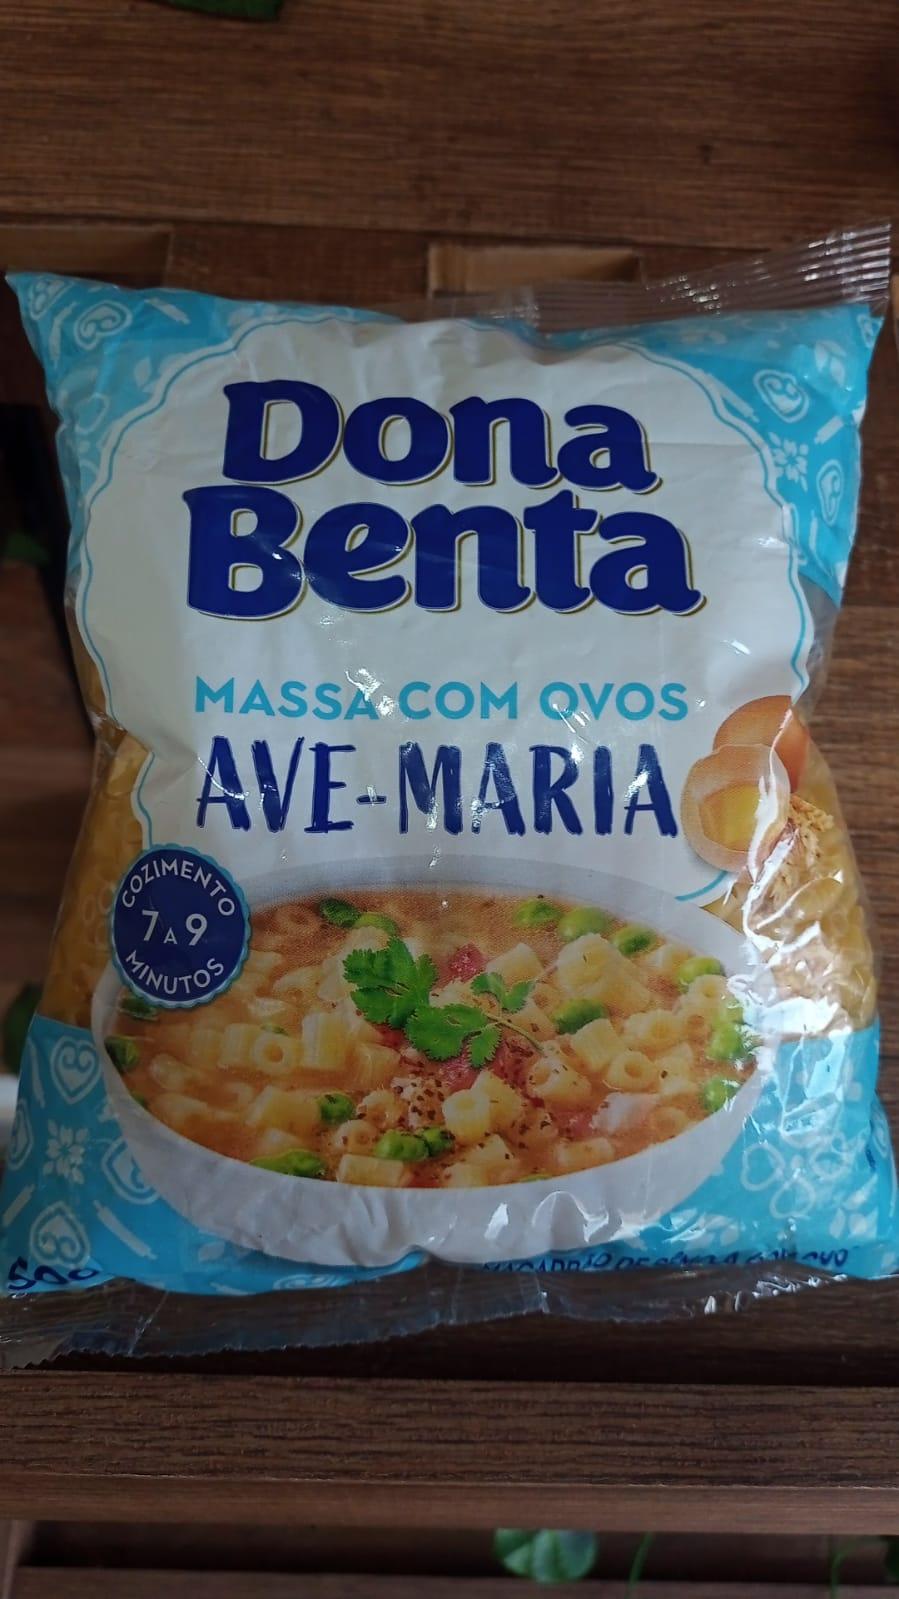 Dona
Benta
MASSA COM OVOS
AVE-MARIA
COZIMENTO
7 A 9
MINUTOS